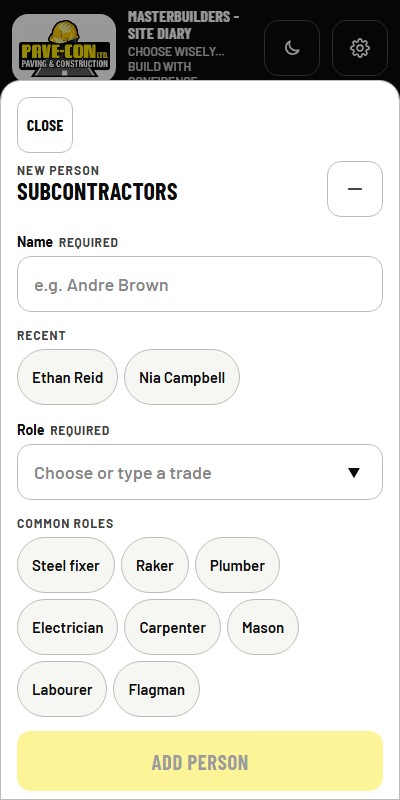 PAVE-CON LTD.
PAVING & CONSTRUCTION
MASTERBUILDERS -
SITE DIARY
CHOOSE WISELY...
BUILD WITH
CONFIDENCE
CLOSE
NEW PERSON
SUBCONTRACTORS
Name REQUIRED
e.g. Andre Brown
RECENT
Ethan Reid
Nia Campbell
Role REQUIRED
Choose or type a trade
COMMON ROLES
Steel fixer
Raker
Plumber
Electrician
Carpenter
Mason
Labourer
Flagman
ADD PERSON